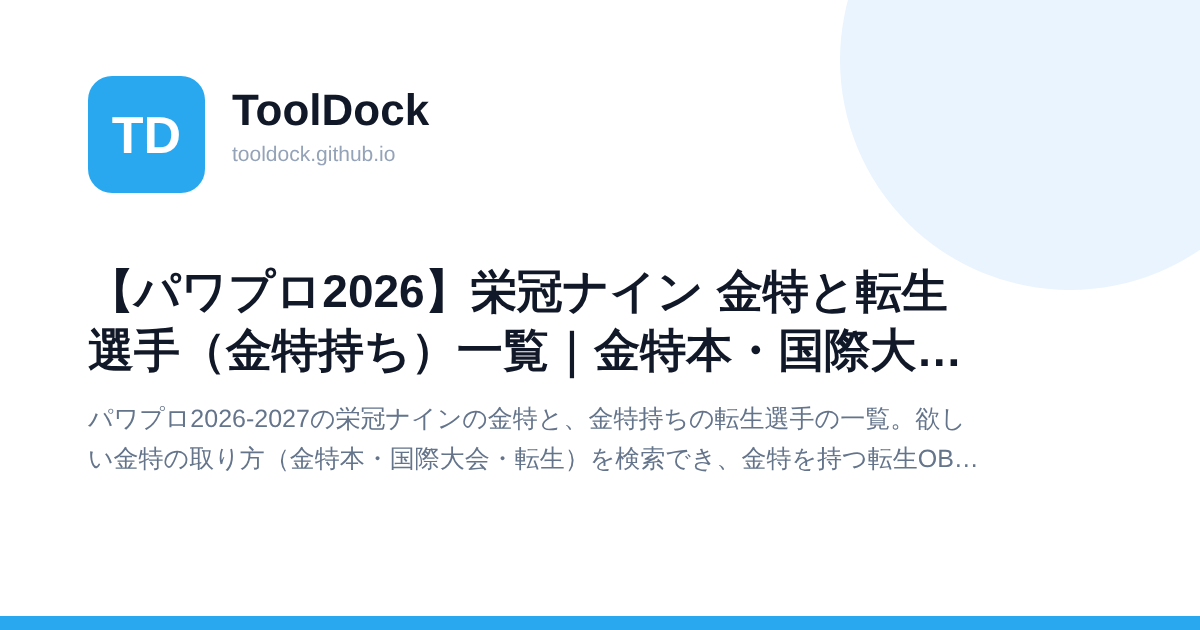 TD
ToolDock
tooldock.github.io
【パワプロ2026】栄冠ナイン 金特と転生
選手（金特持ち）一覧｜金特本・国際大…
パワプロ2026-2027の栄冠ナインの金特と、金特持ちの転生選手の一覧。欲し
い金特の取り方（金特本・国際大会・転生）を検索でき、金特を持つ転生OB…